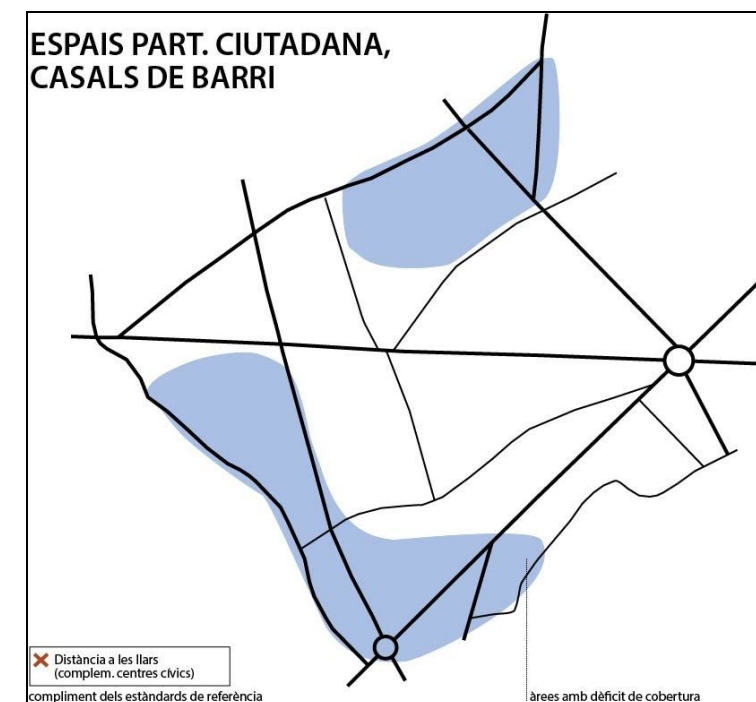 ESPAIS PART. CIUTADANA,
CASALS DE BARRI
Distància a les llars
(complem. centres cívics)
compliment dels estàndards de referència
àrees amb dèficit de cobertura